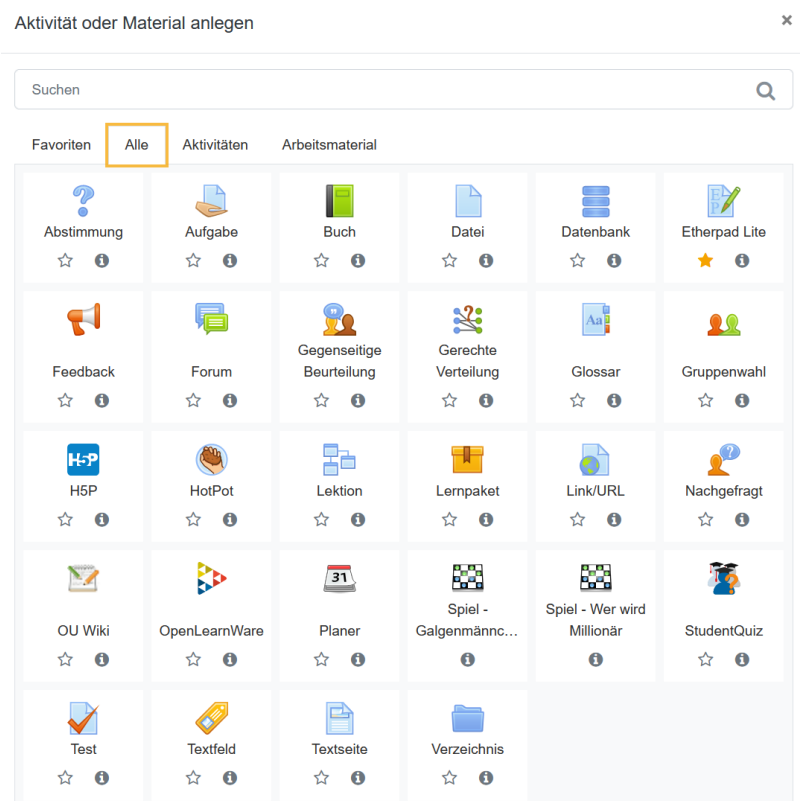 Aktivität oder Material anlegen
×
Suchen
Favoriten Alle Aktivitäten Arbeitsmaterial
Abstimmung Aufgabe Buch Datei Datenbank Etherpad Lite
Feedback Forum Gegenseitige Beurteilung Gerechte Verteilung Glossar Gruppenwahl
H5P HotPot Lektion Lernpaket Link/URL Nachgefragt
31
OU Wiki OpenLearnWare Planer Spiel - Galgenmännc... Spiel - Wer wird Millionär StudentQuiz
Test Textfeld Textseite Verzeichnis